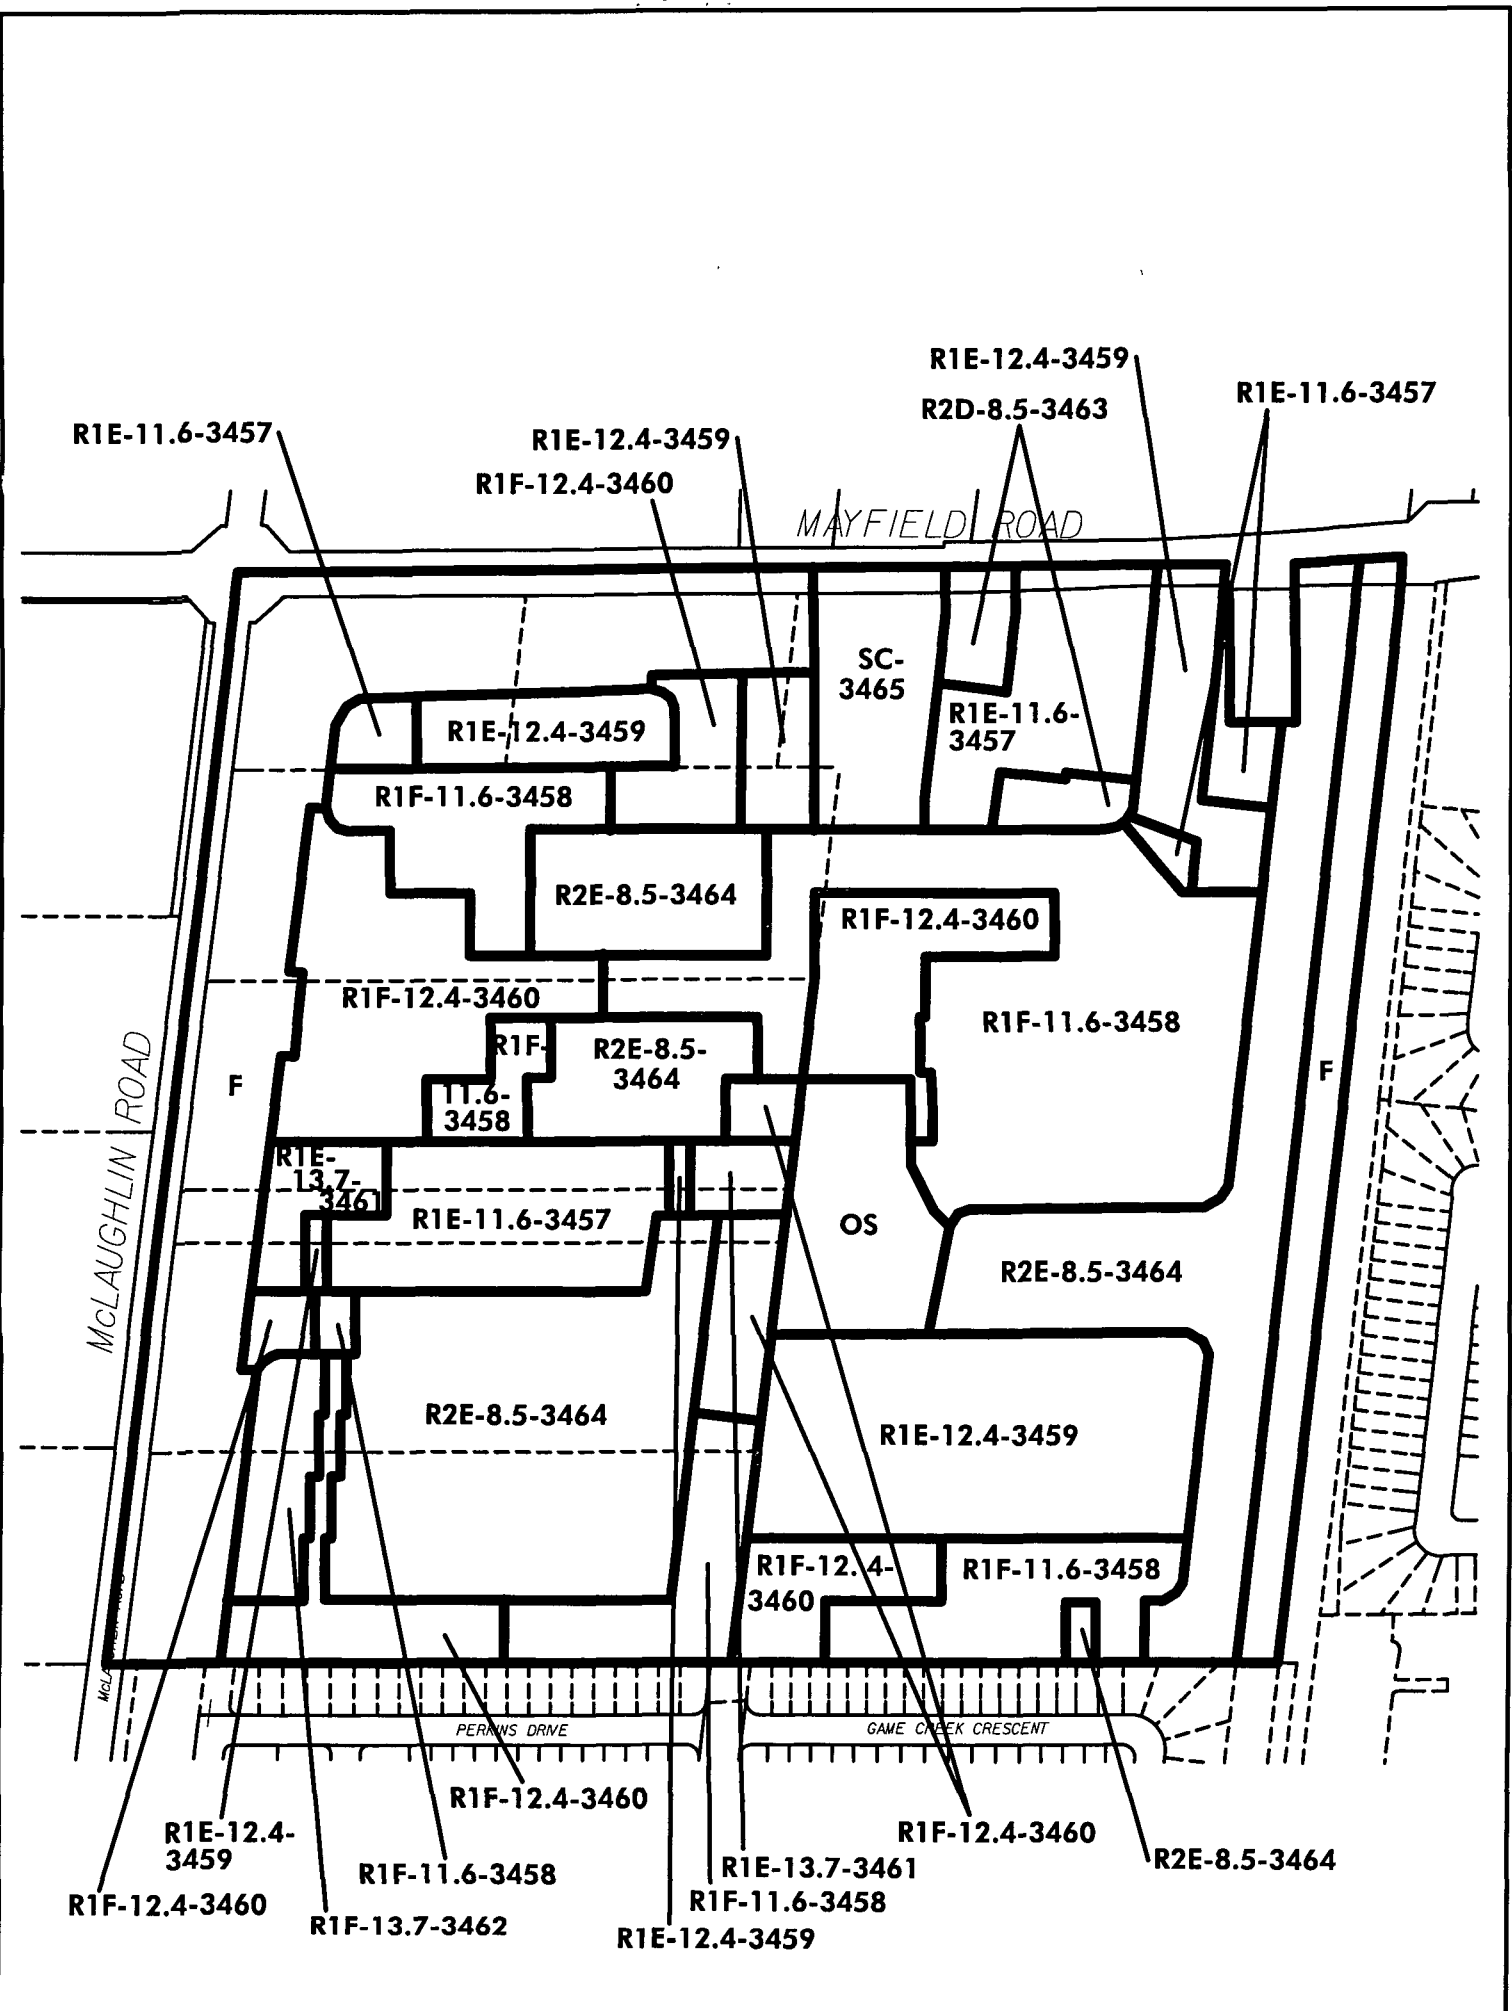 R1E-12.4-3459
R1E-11.6-3457
R2D-8.5-3463
R1E-11.6-3457
R1E-12.4-3459
R1F-12.4-3460
MAYFIELD ROAD
SC-
3465
R1E-11.6-
3457
R1E-12.4-3459
R1F-11.6-3458
R2E-8.5-3464
R1F-12.4-3460
R1F-12.4-3460
R1F-11.6-3458
R1F-
11.6-
3458
R2E-8.5-
3464
F
F
McLAUGHLIN ROAD
R1E-
13.7-
3461
R1E-11.6-3457
OS
R2E-8.5-3464
R2E-8.5-3464
R1E-12.4-3459
R1F-12.4-
3460
R1F-11.6-3458
PERKINS DRIVE
GAME CREEK CRESCENT
R1F-12.4-3460
R1E-12.4-
3459
R1F-12.4-3460
R2E-8.5-3464
R1F-11.6-3458
R1E-13.7-3461
R1F-12.4-3460
R1F-11.6-3458
R1F-13.7-3462
R1E-12.4-3459